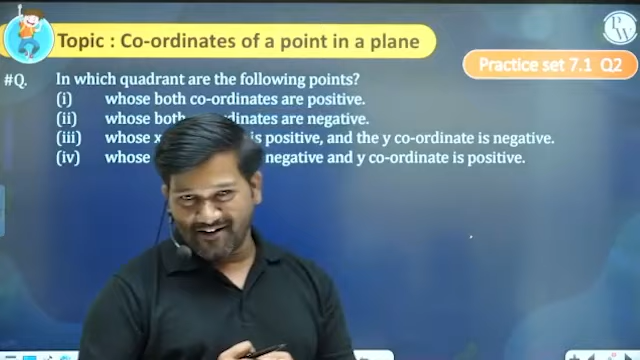 Topic : Co-ordinates of a point in a plane
PW
Practice set 7.1 Q2
#Q. In which quadrant are the following points?
(i) whose both co-ordinates are positive.
(ii) whose both dinates are negative.
(iii) whose x is positive, and the y co-ordinate is negative.
(iv) whose negative and y co-ordinate is positive.